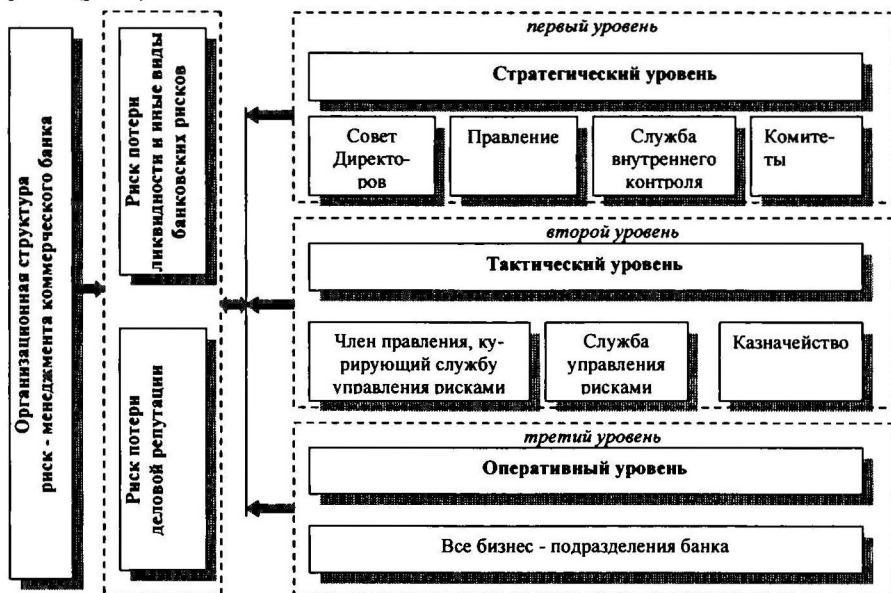 Организационная структура
риск - менеджмента коммерческого банка
Риск потери
ликвидности и иные виды
банковских рисков
Риск потери
деловой репутации
первый уровень
Стратегический уровень
Совет
Директо-
ров
Правление
Служба
внутреннего
контроля
Комите-
ты
второй уровень
Тактический уровень
Член правления, ку-
рирующий службу
управления рисками
Служба
управления
рисками
Казначейство
третий уровень
Оперативный уровень
Все бизнес - подразделения банка